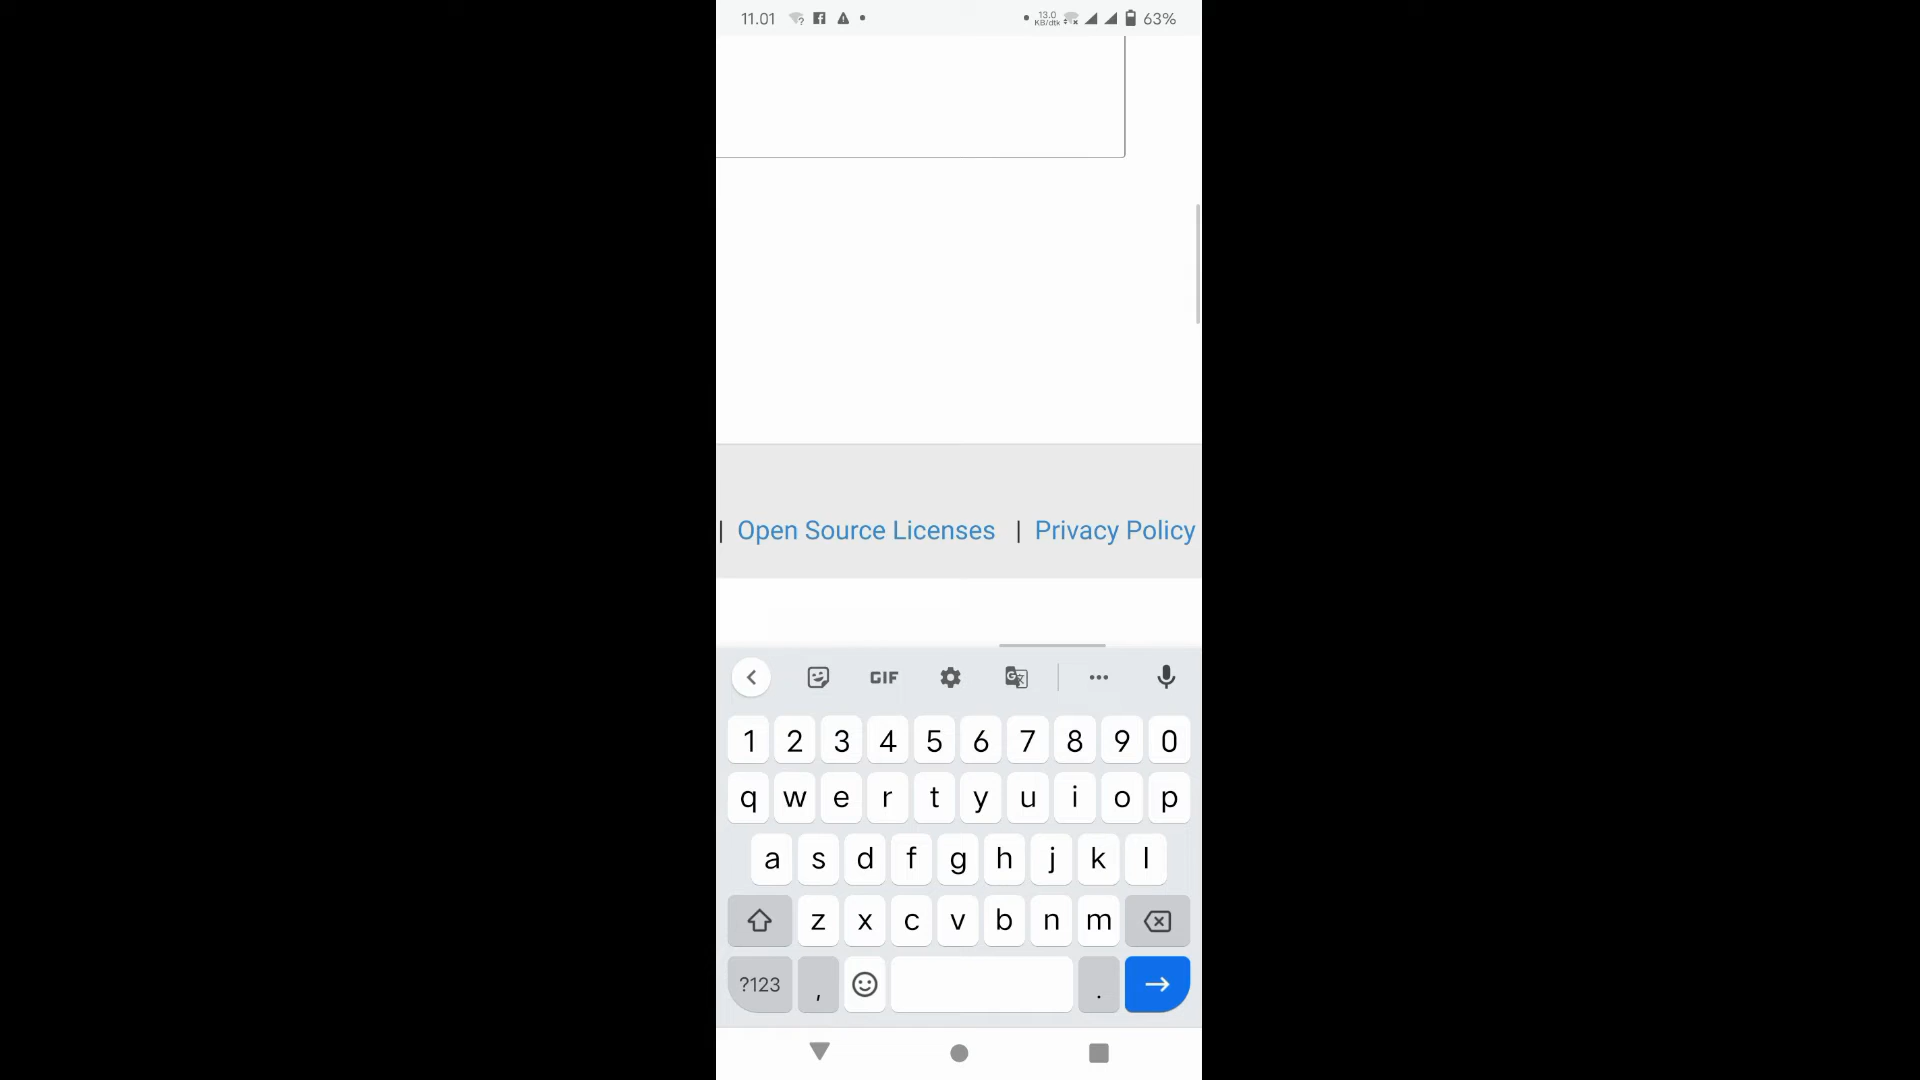 11.01 13.0 KB/dtk 63%
| Open Source Licenses | Privacy Policy
GIF
1 2 3 4 5 6 7 8 9 0
q w e r t y u i o p
a s d f g h j k l
z x c v b n m
?123 , .